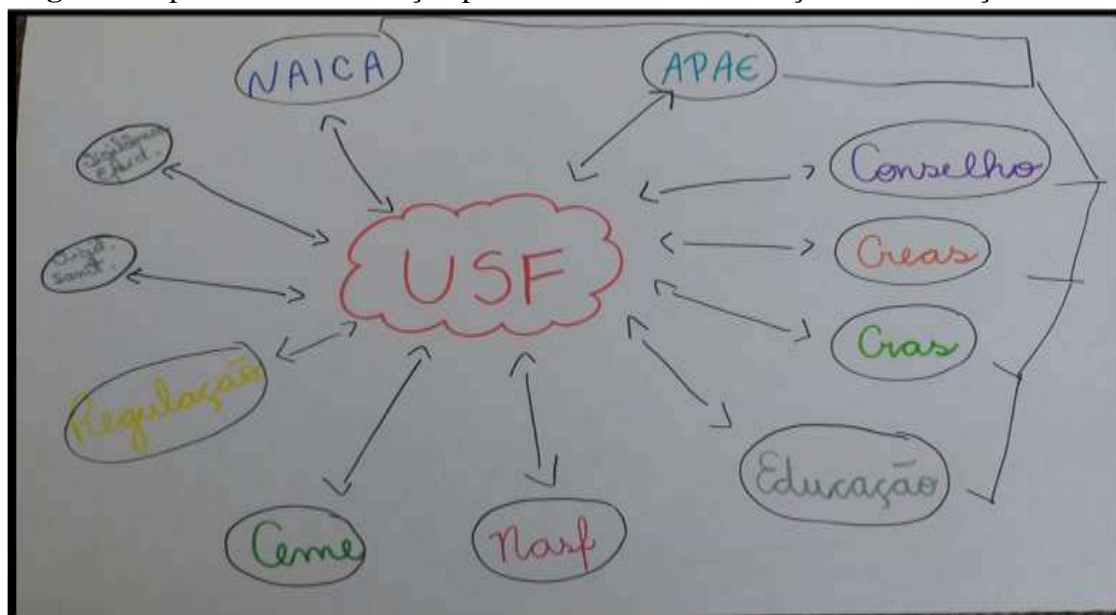 NAICA
APAE
Conselho
Creas
Cras
Educação
Nasf
Ceme
Regulação
USF